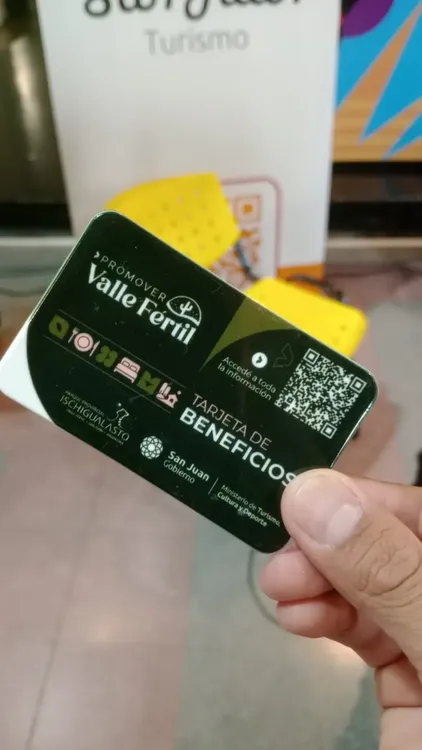 Turismo
PROMOVER
Valle Fértil
Accedé a toda
la información
TARJETA DE
BENEFICIOS
ISCHIGUALASTO
San Juan
Gobierno
Ministerio de Turismo,
Cultura y Deporte